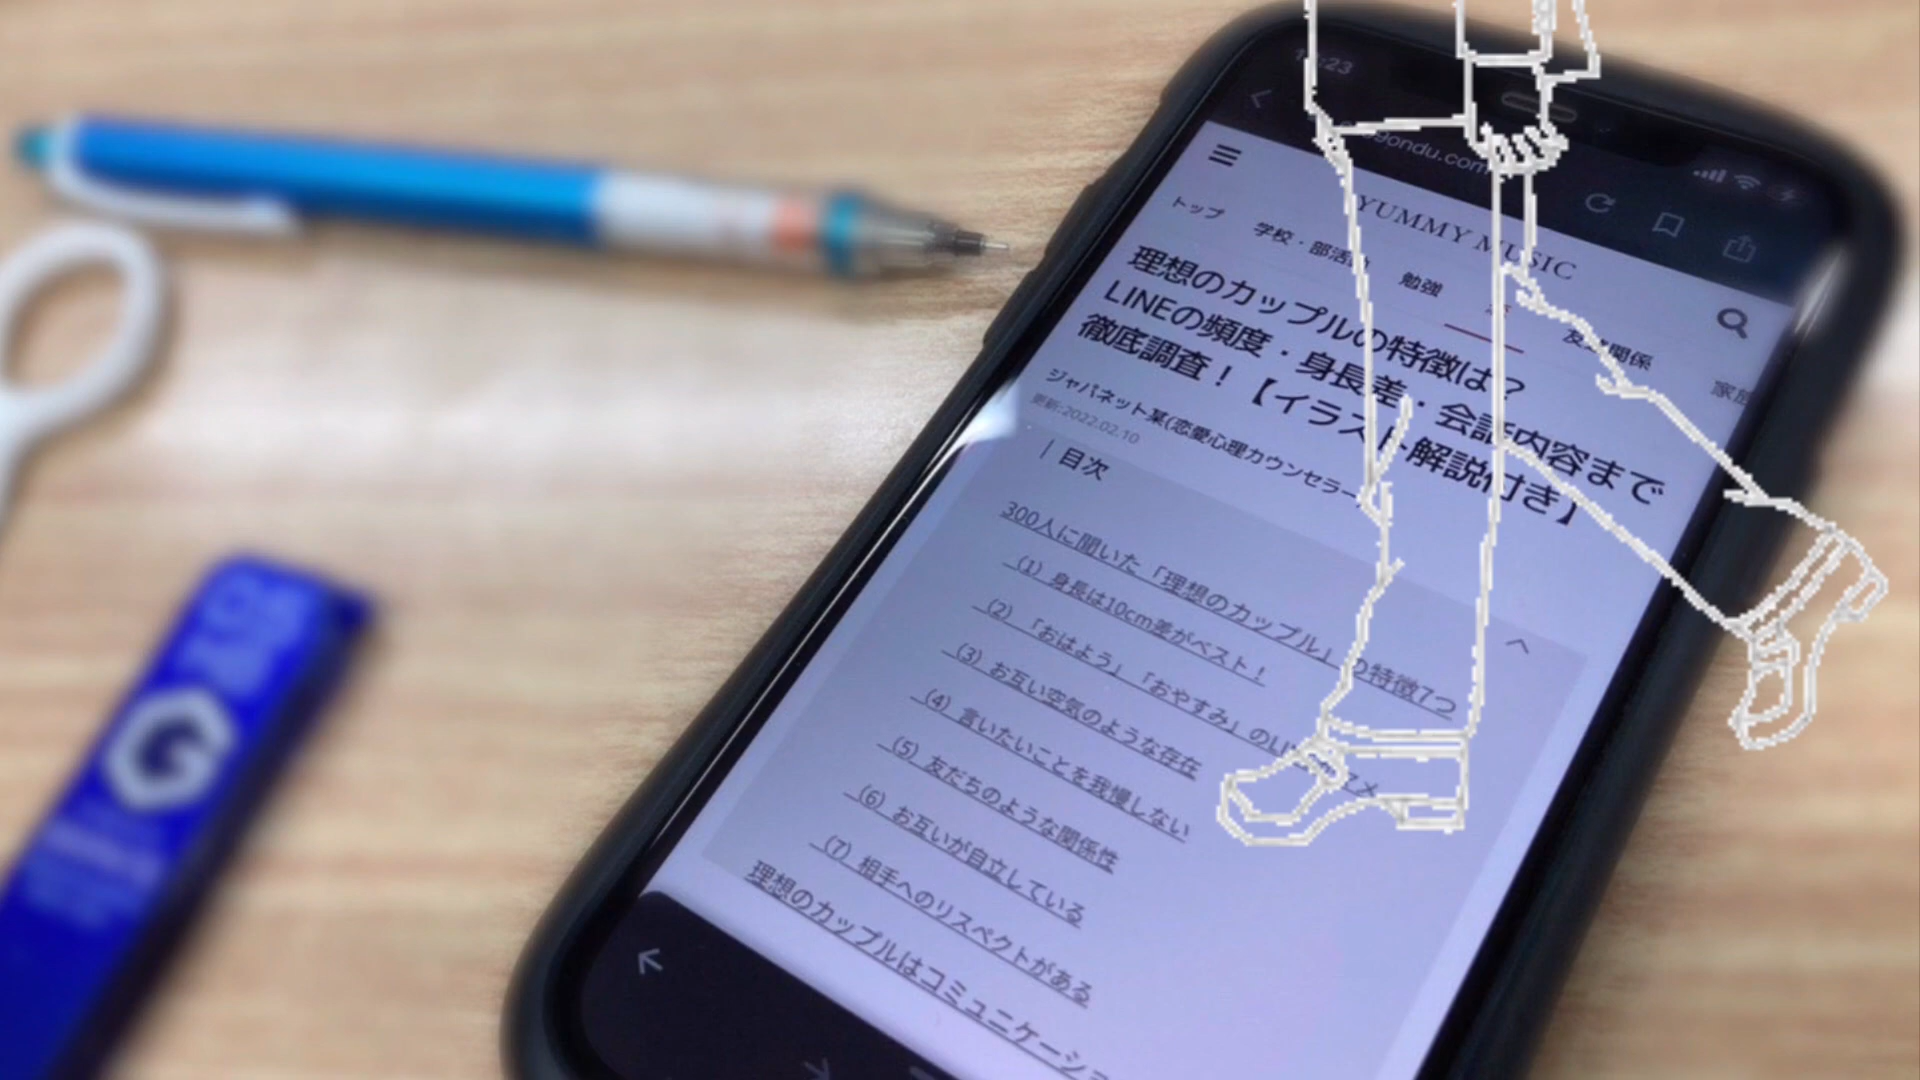 YUMMY MUSIC
トップ
学校・部活
勉強
関係
理想のカップルの特徴は?
LINEの頻度・身長差・会話内容まで
徹底調査!【イラスト解説付き】
ジャパネット某(恋愛心理カウンセラー
更新:2022.02.10
目次
300人に聞いた「理想のカップル」の特徴7つ
(1) 身長は10cm差がベスト!
(2) 「おはよう」「おやすみ」の
(3) お互い空気のような存在
(4) 言いたいことを我慢しない
(5) 友だちのような関係性
(6) お互いが自立している
(7) 相手へのリスペクトがある
理想のカップルはコミュニケーショ